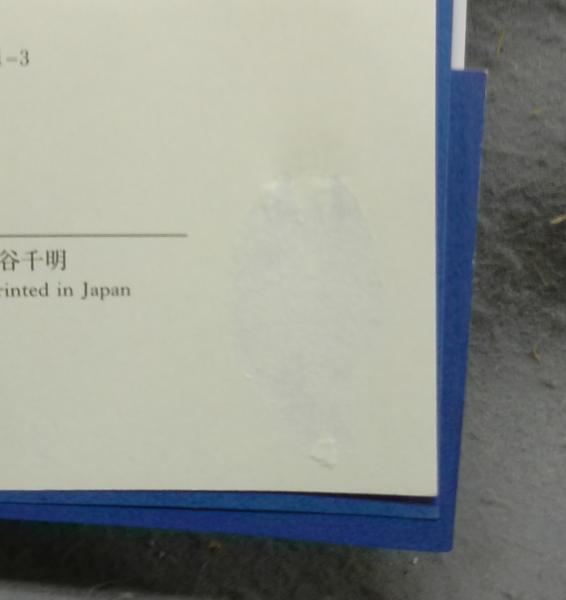 -3
谷千明
rinted in Japan